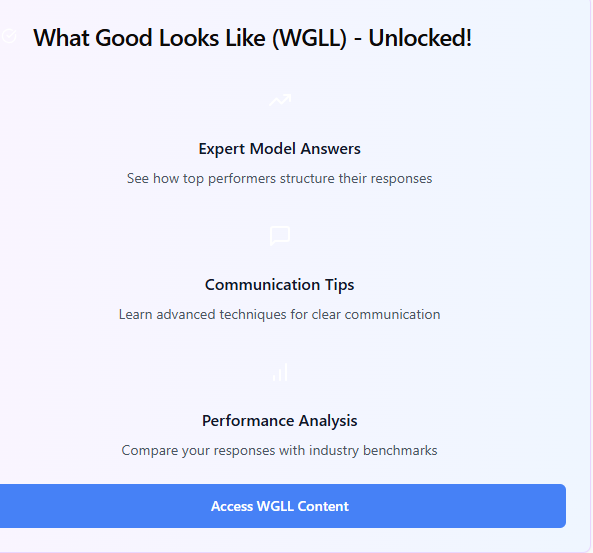 What Good Looks Like (WGLL) - Unlocked!
Expert Model Answers
See how top performers structure their responses
Communication Tips
Learn advanced techniques for clear communication
Performance Analysis
Compare your responses with industry benchmarks
Access WGLL Content